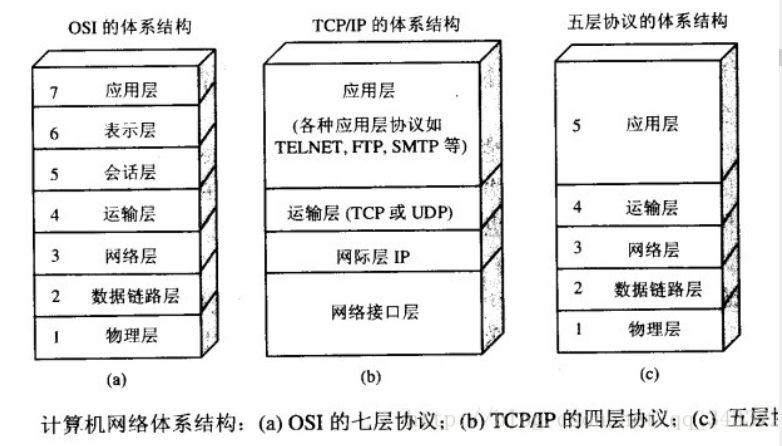 OSI 的体系结构
7 应用层
6 表示层
5 会话层
4 运输层
3 网络层
2 数据链路层
1 物理层
(a)
TCP/IP 的体系结构
应用层
(各种应用层协议如
TELNET, FTP, SMTP 等)
运输层 (TCP 或 UDP)
网际层 IP
网络接口层
(b)
五层协议的体系结构
5 应用层
4 运输层
3 网络层
2 数据链路层
1 物理层
(c)
计算机网络体系结构：(a) OSI 的七层协议；(b) TCP/IP 的四层协议；(c) 五层